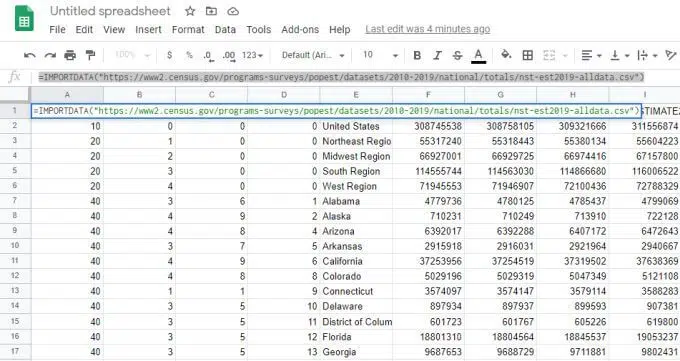 Untitled spreadsheet
File Edit View Insert Format Data Tools Add-ons Help Last edit was 4 minutes ago
100% $ % .0 .00 123 Default (Ari... 10 B I S A
fx =IMPORTDATA("https://www2.census.gov/programs-surveys/popest/datasets/2010-2019/national/totals/nst-est2019-alldata.csv")
A B C D E F G H I
1 =IMPORTDATA("https://www2.census.gov/programs-surveys/popest/datasets/2010-2019/national/totals/nst-est2019-alldata.csv") STIMATE2
2 10 0 0 0 United States 308745538 308758105 309321666 311556874
3 20 1 0 0 Northeast Regio 55317240 55318443 55380134 55604223
4 20 2 0 0 Midwest Region 66927001 66929725 66974416 67157800
5 20 3 0 0 South Region 114555744 114563030 114866680 116006522
6 20 4 0 0 West Region 71945553 71946907 72100436 72788329
7 40 3 6 1 Alabama 4779736 4780125 4785437 4799069
8 40 4 9 2 Alaska 710231 710249 713910 722128
9 40 4 8 4 Arizona 6392017 6392288 6407172 6472643
10 40 3 7 5 Arkansas 2915918 2916031 2921964 2940667
11 40 4 9 6 California 37253956 37254519 37319502 37638369
12 40 4 8 8 Colorado 5029196 5029319 5047349 5121108
13 40 1 1 9 Connecticut 3574097 3574147 3579114 3588283
14 40 3 5 10 Delaware 897934 897937 899593 907381
15 40 3 5 11 District of Colum 601723 601767 605226 619800
16 40 3 5 12 Florida 18801310 18804564 18845537 19053237
17 40 3 5 13 Georgia 9687653 9688729 9711881 9802431